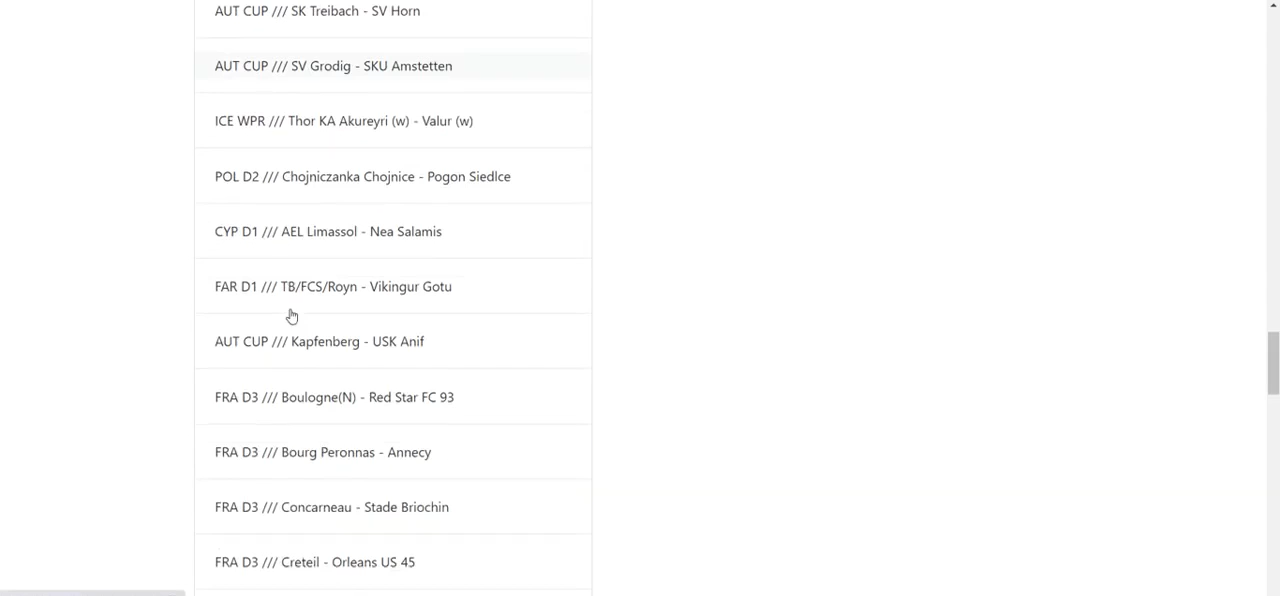 AUT CUP /// SK Treibach - SV Horn
AUT CUP /// SV Grodig - SKU Amstetten
ICE WPR /// Thor KA Akureyri (w) - Valur (w)
POL D2 /// Chojniczanka Chojnice - Pogon Siedlce
CYP D1 /// AEL Limassol - Nea Salamis
FAR D1 /// TB/FCS/Royn - Vikingur Gotu
AUT CUP /// Kapfenberg - USK Anif
FRA D3 /// Boulogne(N) - Red Star FC 93
FRA D3 /// Bourg Peronnas - Annecy
FRA D3 /// Concarneau - Stade Briochin
FRA D3 /// Creteil - Orleans US 45